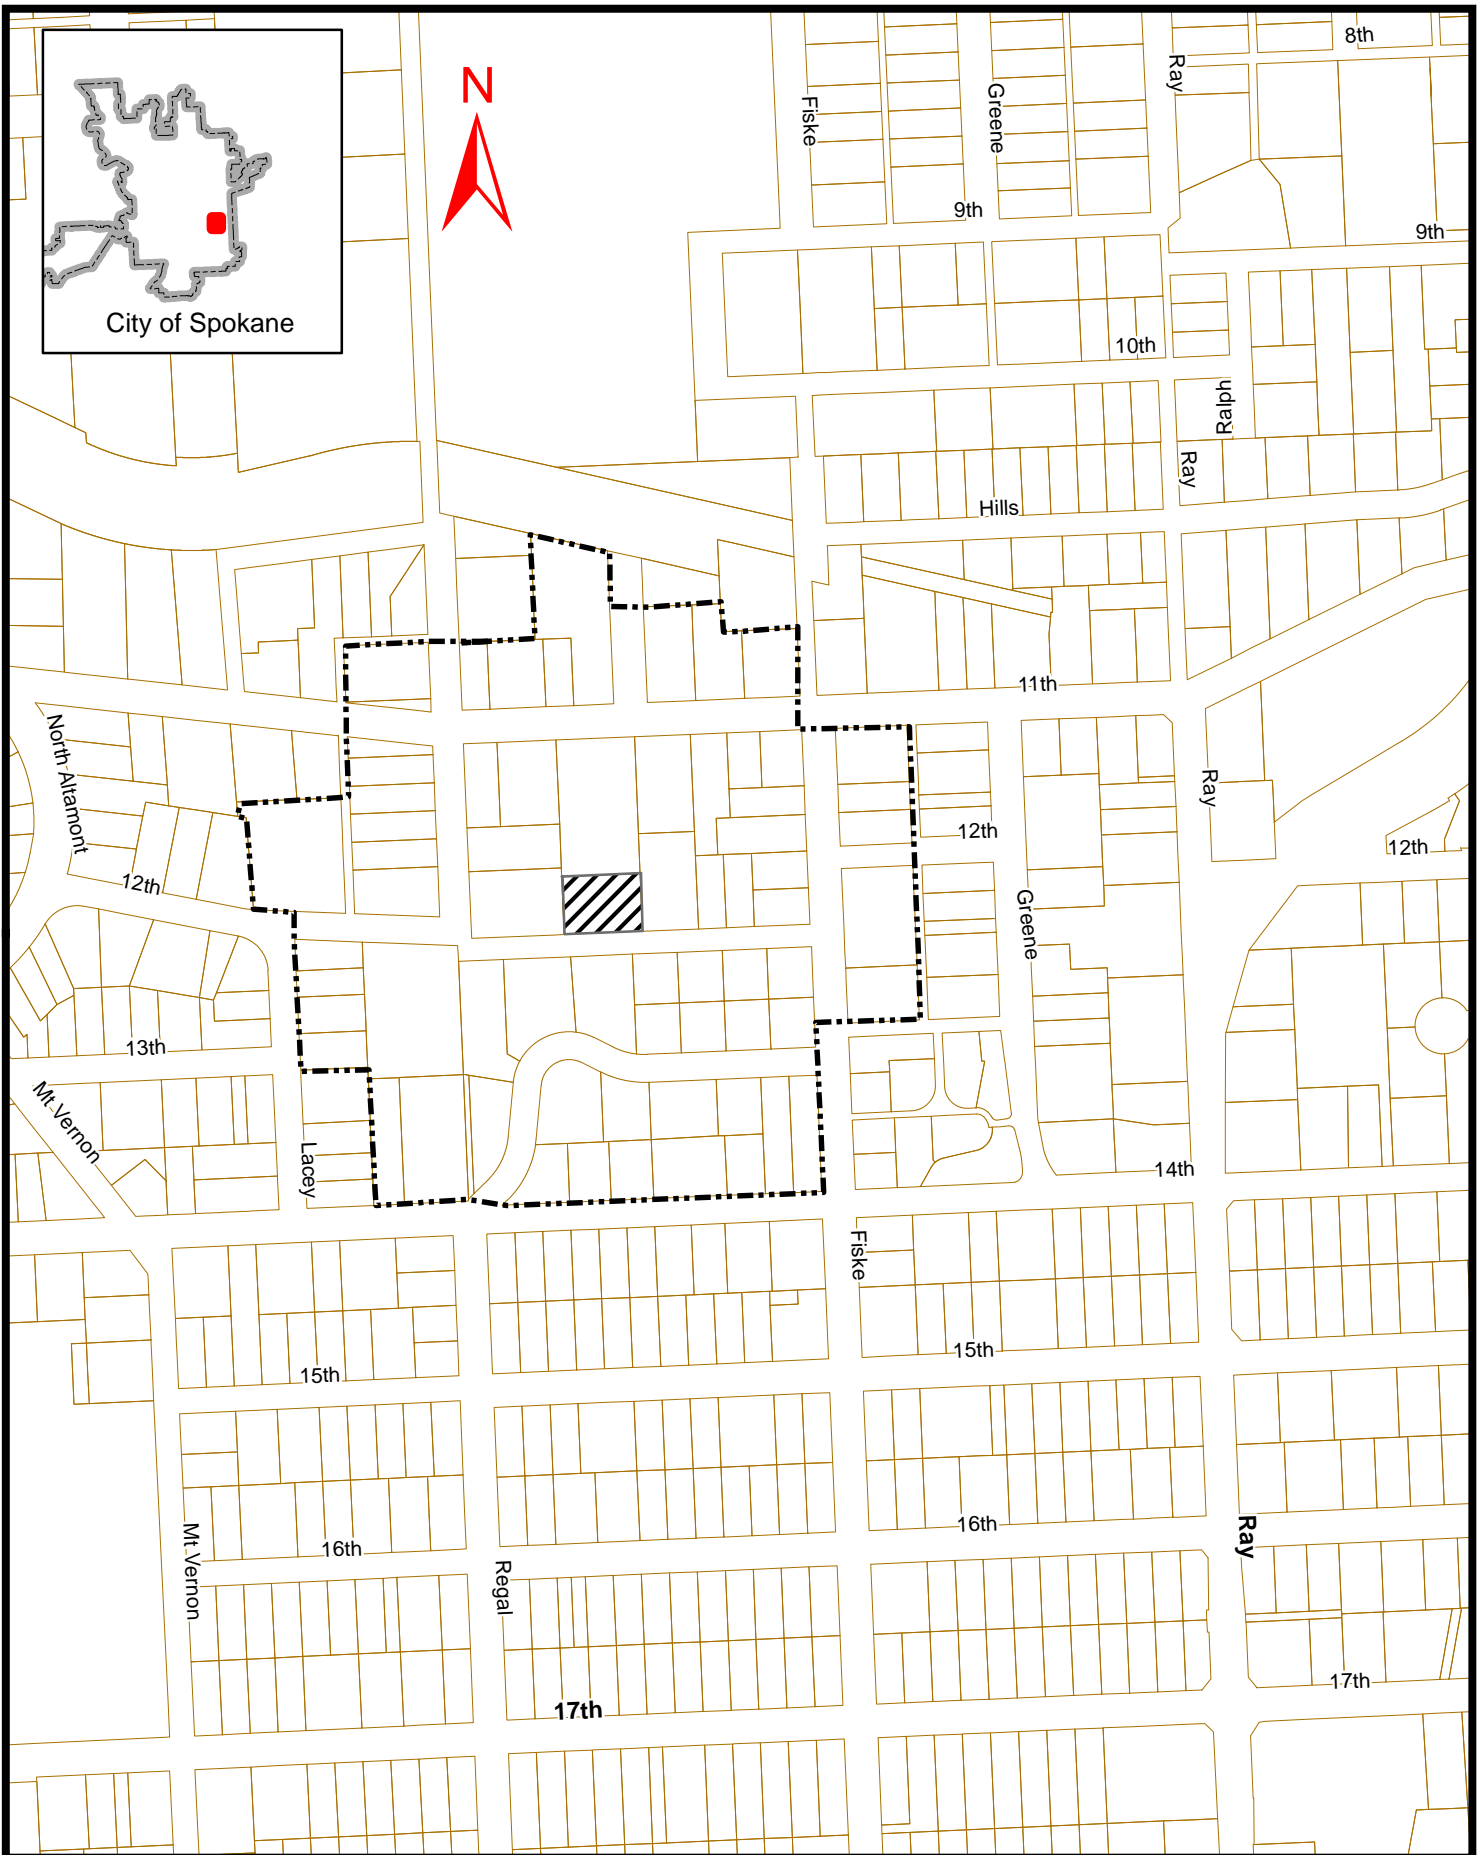 8th
N
Ray
Fiske
Greene
9th
9th
City of Spokane
10th
Ralph
Ray
Hills
11th
North Altamont
Ray
12th
12th
12th
Greene
13th
Mt Vernon
Lacey
14th
Fiske
15th
15th
16th
16th
Ray
Mt Vernon
Regal
17th
17th